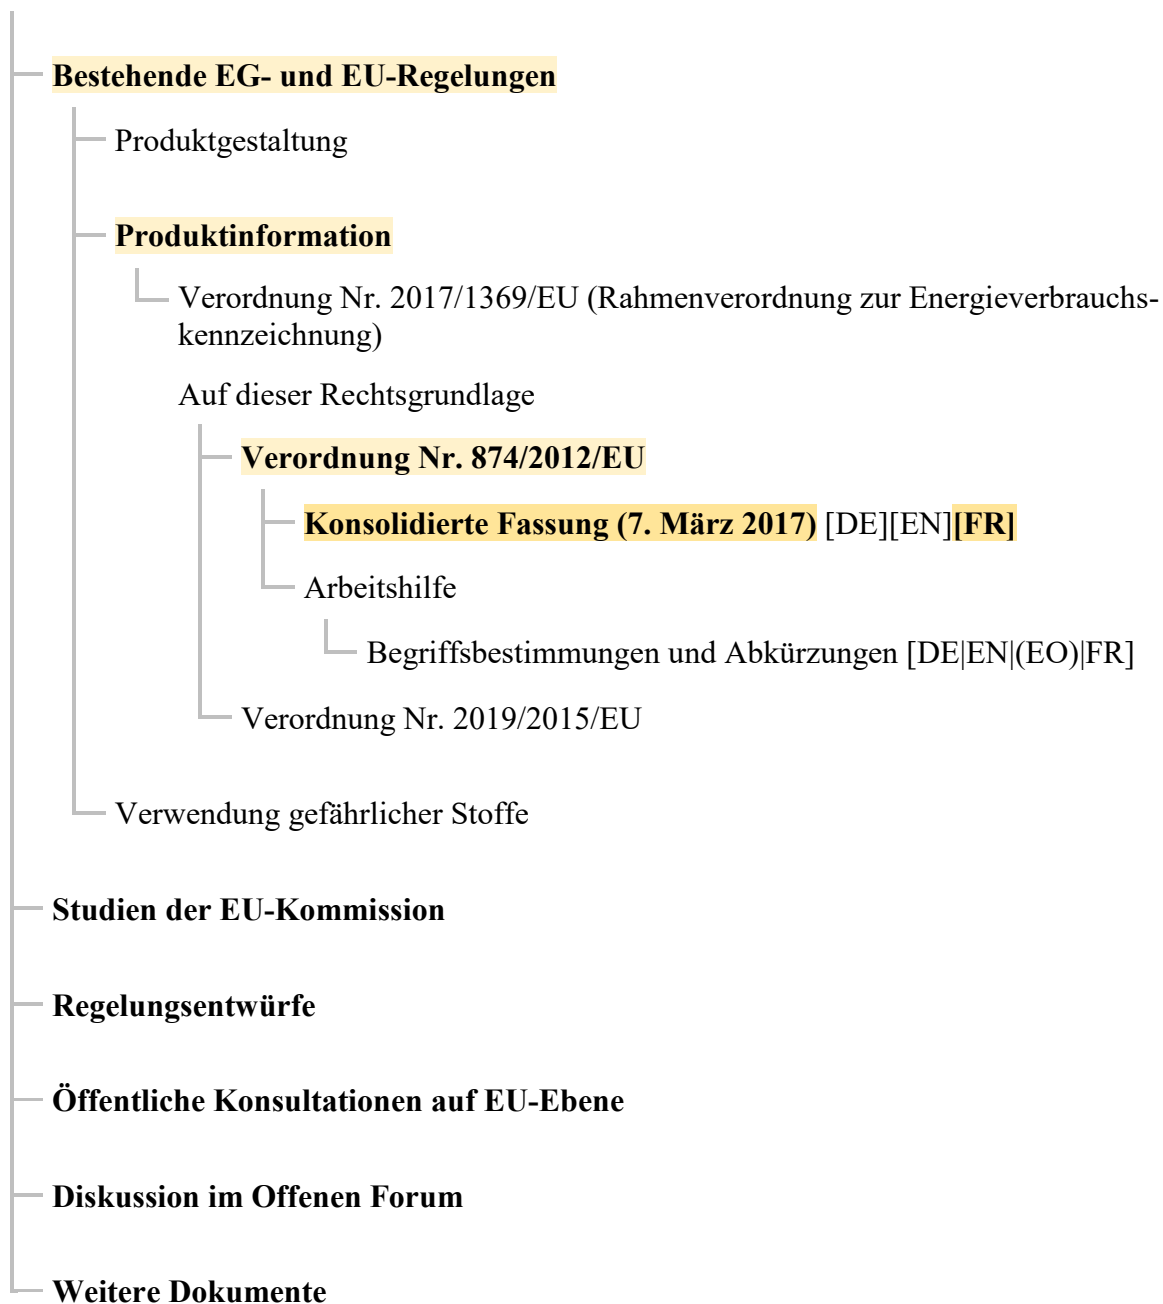 Bestehende EG- und EU-Regelungen
Produktgestaltung
Produktinformation
Verordnung Nr. 2017/1369/EU (Rahmenverordnung zur Energieverbrauchs-
kennzeichnung)
Auf dieser Rechtsgrundlage
Verordnung Nr. 874/2012/EU
Konsolidierte Fassung (7. März 2017) [DE][EN][FR]
Arbeitshilfe
Begriffsbestimmungen und Abkürzungen [DE|EN|(EO)|FR]
Verordnung Nr. 2019/2015/EU
Verwendung gefährlicher Stoffe
Studien der EU-Kommission
Regelungsentwürfe
Öffentliche Konsultationen auf EU-Ebene
Diskussion im Offenen Forum
Weitere Dokumente